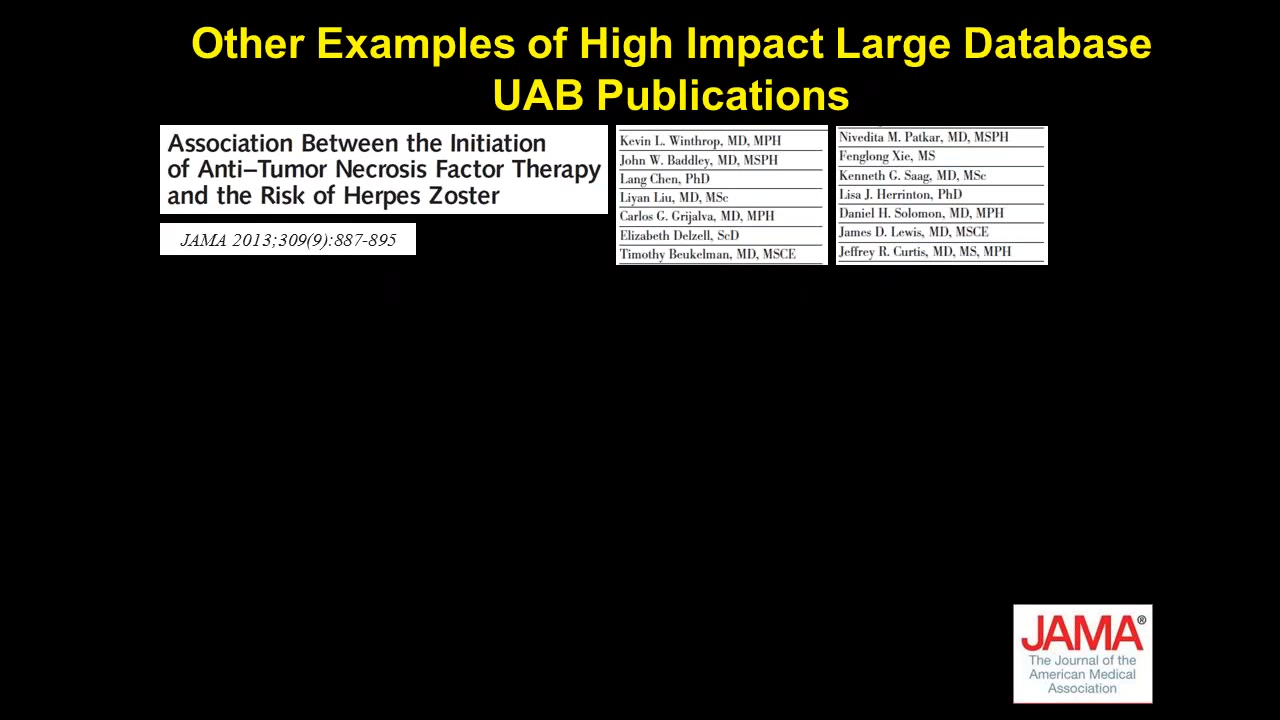 Other Examples of High Impact Large Database
UAB Publications
Association Between the Initiation
of Anti–Tumor Necrosis Factor Therapy
and the Risk of Herpes Zoster
JAMA 2013;309(9):887-895
Kevin L. Winthrop, MD, MPH
John W. Baddley, MD, MSPH
Lang Chen, PhD
Liyan Liu, MD, MSc
Carlos G. Grijalva, MD, MPH
Elizabeth Delzell, ScD
Timothy Beukelman, MD, MSCE
Nivedita M. Patkar, MD, MSPH
Fenglong Xie, MS
Kenneth G. Saag, MD, MSc
Lisa J. Herrinton, PhD
Daniel H. Solomon, MD, MPH
James D. Lewis, MD, MSCE
Jeffrey R. Curtis, MD, MS, MPH
JAMA®
The Journal of the
American Medical
Association